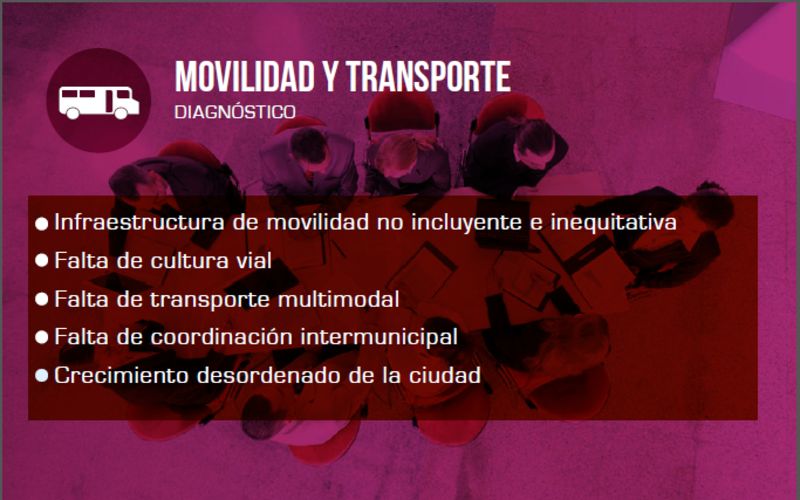 MOVILIDAD Y TRANSPORTE
DIAGNÓSTICO
Infraestructura de movilidad no incluyente e inequitativa
Falta de cultura vial
Falta de transporte multimodal
Falta de coordinación intermunicipal
Crecimiento desordenado de la ciudad